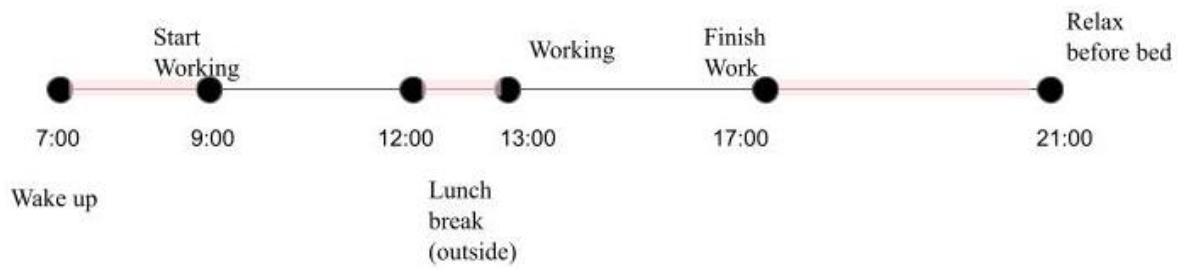 Start
Working
Working
Finish
Work
Relax
before bed
7:00
9:00
12:00
13:00
17:00
21:00
Wake up
Lunch
break
(outside)